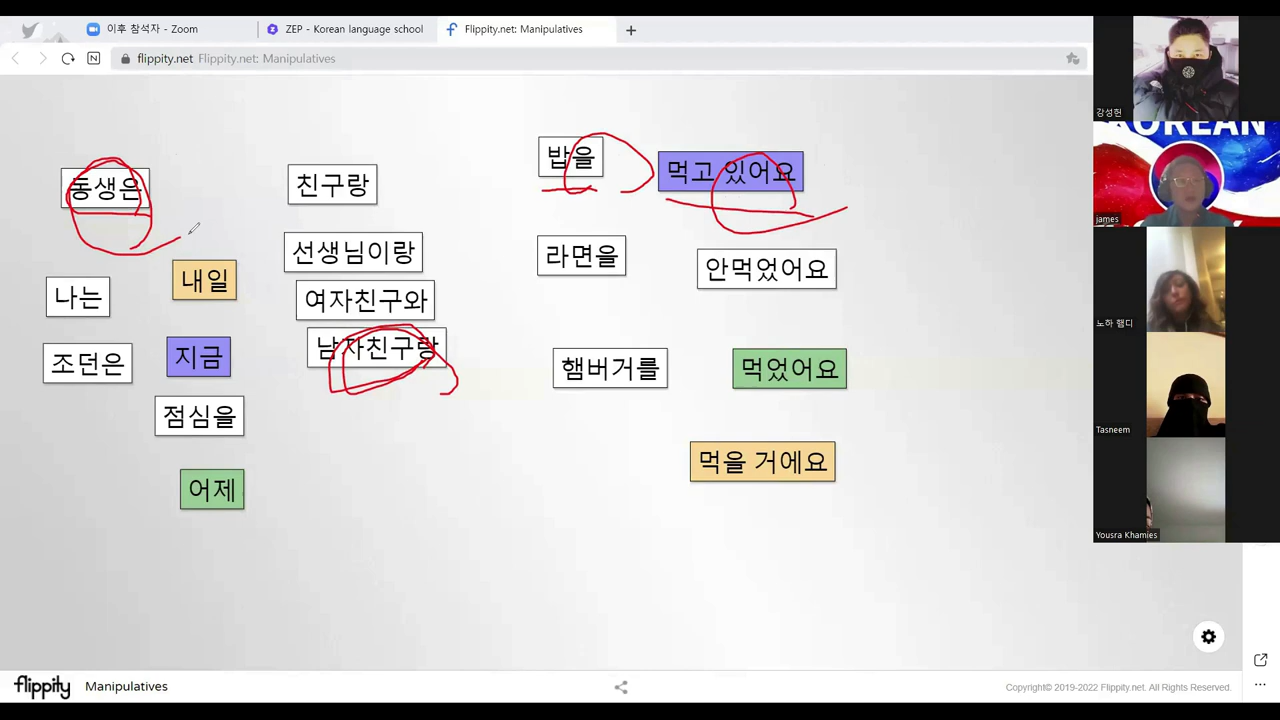 이후 참석자 - Zoom
ZEP - Korean language school
Flippity.net: Manipulatives
flippity.net Flippity.net: Manipulatives
동생은
친구랑
밥을
먹고 있어요
선생님이랑
라면을
안먹었어요
나는
내일
여자친구와
조던은
지금
남자친구랑
햄버거를
먹었어요
점심을
먹을 거에요
어제
강성헌
KOREAN
james
노하 햄디
Tasneem
Yousra Khamies
flippity
Manipulatives
Copyright© 2019-2022 Flippity.net. All Rights Reserved.